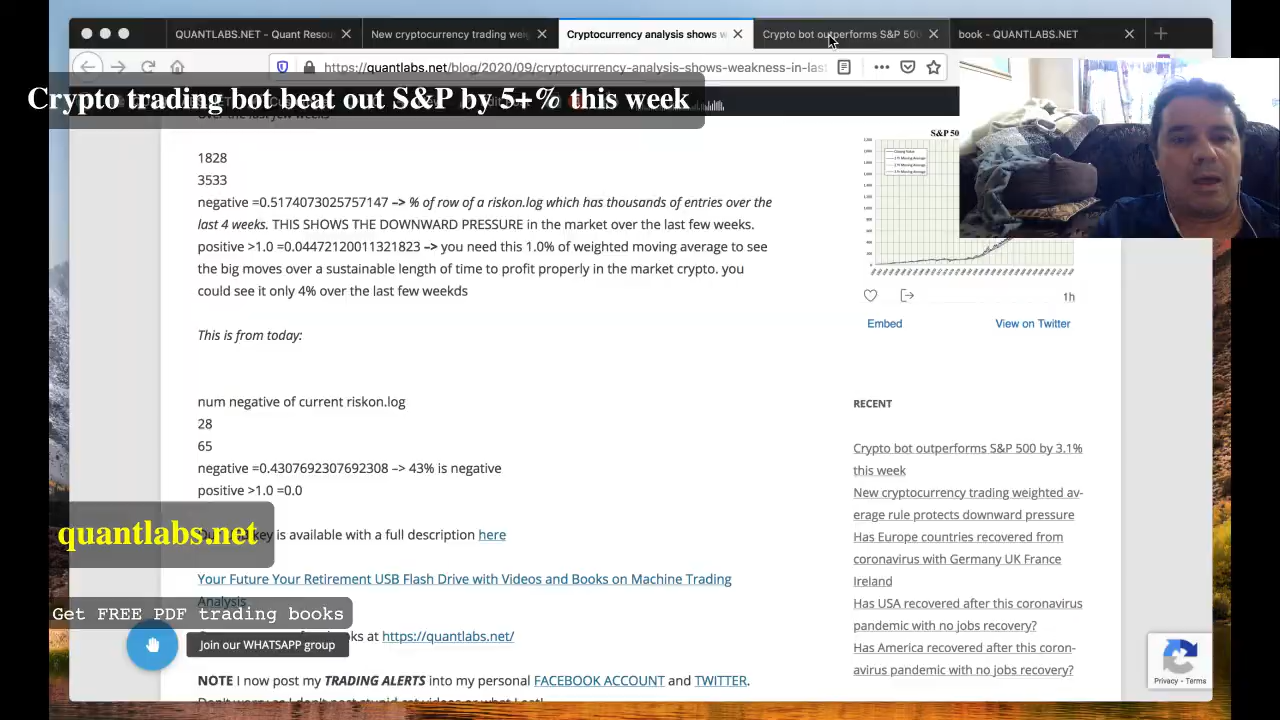 QUANTLABS.NET - Quant Resou
New cryptocurrency trading weig
Cryptocurrency analysis shows w
Crypto bot outperforms S&P 500
book - QUANTLABS.NET
https://quantlabs.net/2020/09/cryptocurrency-analysis-shows-weakness-in-last
Crypto trading bot beat out S&P by 5+% this week
Over the last few weeks
S&P 50
1828
3533
negative =0.5174073025757147 –> % of row of a riskon.log which has thousands of entries over the
last 4 weeks. THIS SHOWS THE DOWNWARD PRESSURE in the market over the last few weeks.
positive >1.0 =0.04472120011321823 –> you need this 1.0% of weighted moving average to see
the big moves over a sustainable length of time to profit properly in the market crypto. you
could see it only 4% over the last few weekds
1h
Embed
View on Twitter
This is from today:
num negative of current riskon.log
28
65
negative =0.4307692307692308 –> 43% is negative
positive >1.0 =0.0
key is available with a full description here
quantlabs.net
Your Future Your Retirement USB Flash Drive with Videos and Books on Machine Trading
Analysis
Get FREE PDF trading books
ks at https://quantlabs.net/
Join our WHATSAPP group
NOTE I now post my TRADING ALERTS into my personal FACEBOOK ACCOUNT and TWITTER.
RECENT
Crypto bot outperforms S&P 500 by 3.1%
this week
New cryptocurrency trading weighted av-
erage rule protects downward pressure
Has Europe countries recovered from
coronavirus with Germany UK France
Ireland
Has USA recovered after this coronavirus
pandemic with no jobs recovery?
Has America recovered after this coron-
avirus pandemic with no jobs recovery?
Privacy - Terms